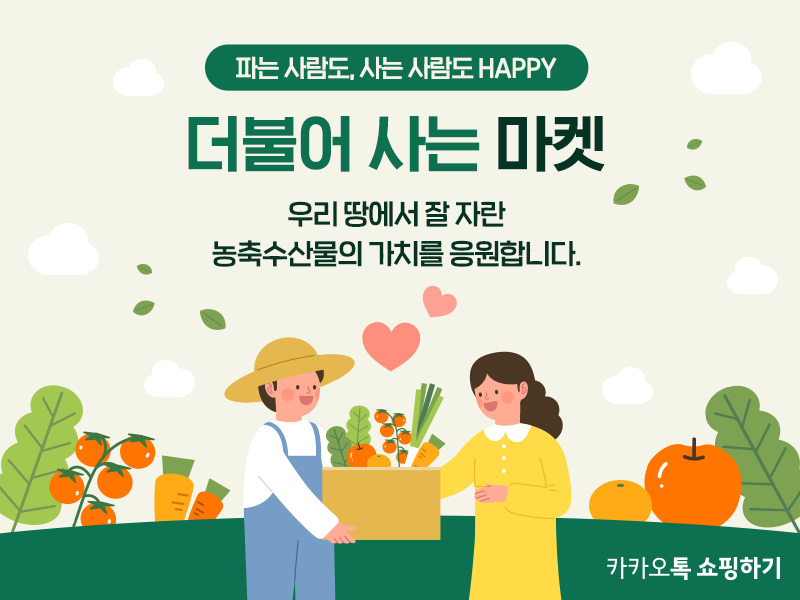 파는 사람도, 사는 사람도 HAPPY
더불어 사는 마켓
우리 땅에서 잘 자란
농축수산물의 가치를 응원합니다.
카카오톡 쇼핑하기